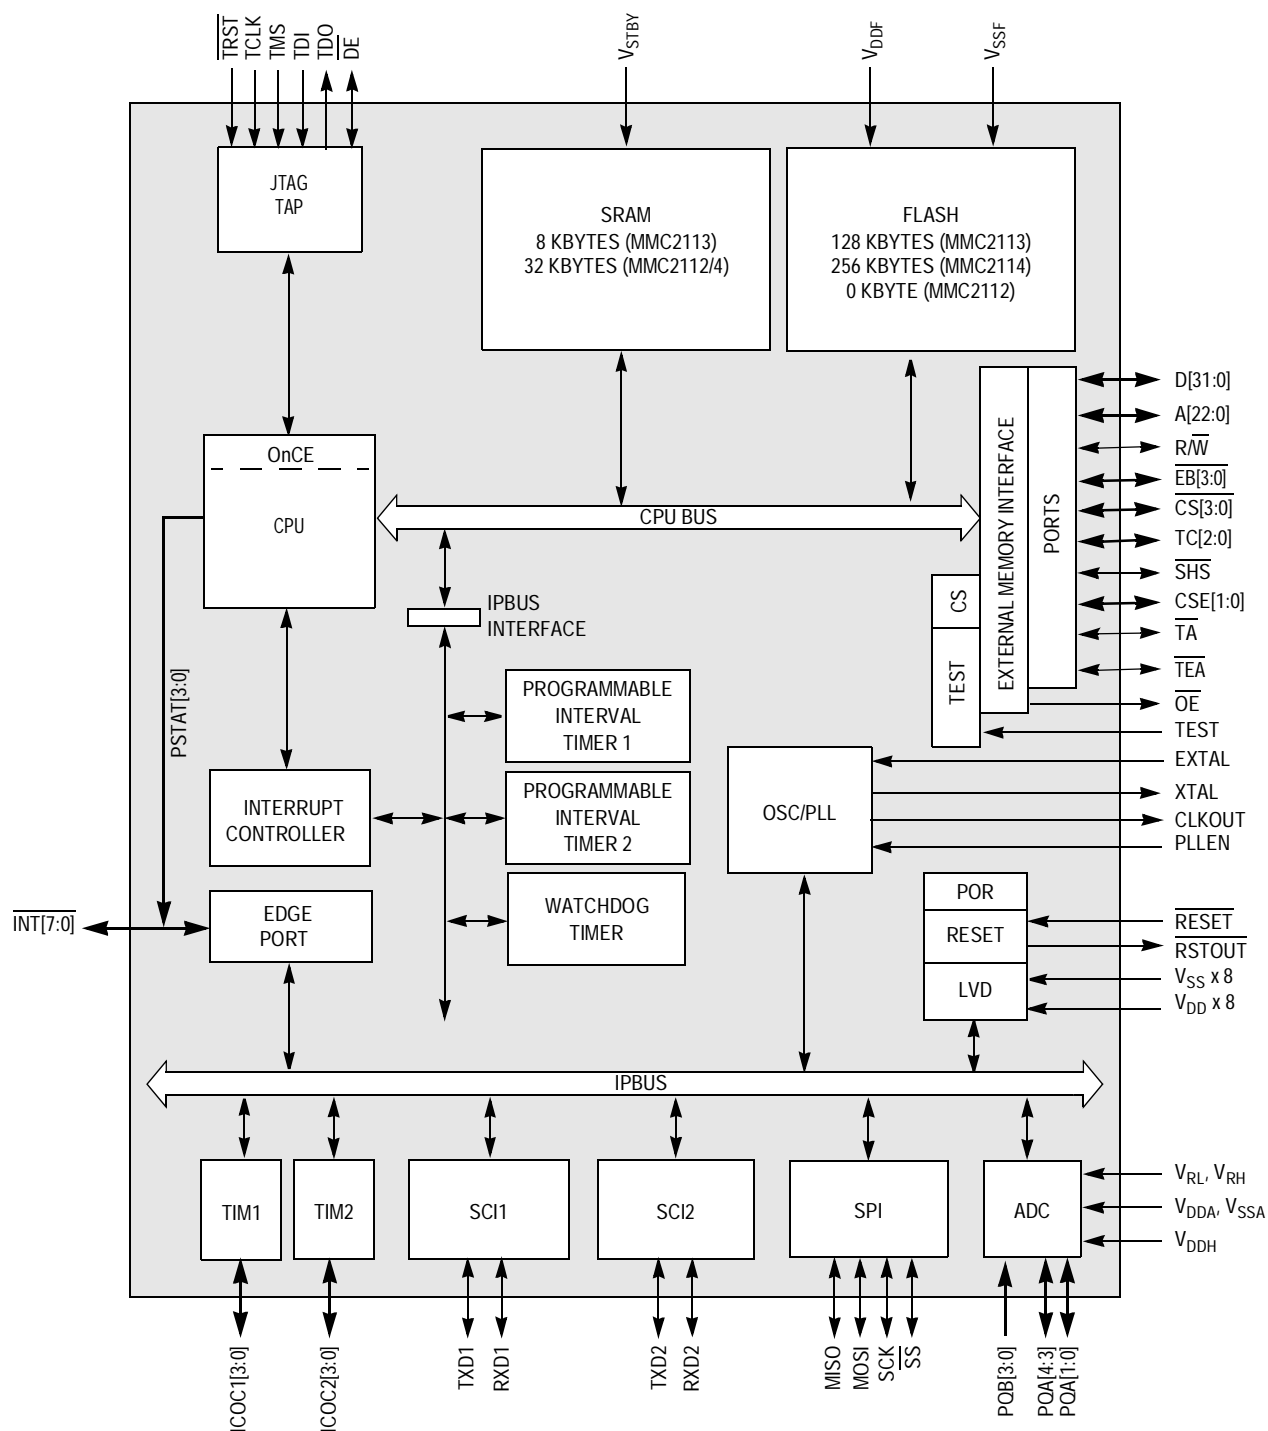 TRST
TCLK
TMS
TDI
TDO
DE
VSTBY
VDDF
VSSF
JTAG
TAP
SRAM
8 KBYTES (MMC2113)
32 KBYTES (MMC2112/4)
FLASH
128 KBYTES (MMC2113)
256 KBYTES (MMC2114)
0 KBYTE (MMC2112)
OnCE
CPU
CPU BUS
EXTERNAL MEMORY INTERFACE
PORTS
CS
TEST
D[31:0]
A[22:0]
R/W
EB[3:0]
CS[3:0]
TC[2:0]
SHS
CSE[1:0]
TA
TEA
OE
TEST
EXTAL
XTAL
CLKOUT
PLLEN
IPBUS
INTERFACE
PSTAT[3:0]
PROGRAMMABLE
INTERVAL
TIMER 1
PROGRAMMABLE
INTERVAL
TIMER 2
WATCHDOG
TIMER
INTERRUPT
CONTROLLER
OSC/PLL
INT[7:0]
EDGE
PORT
POR
RESET
LVD
RESET
RSTOUT
VSS x 8
VDD x 8
IPBUS
TIM1
TIM2
SCI1
SCI2
SPI
ADC
VRL, VRH
VDDA, VSSA
VDDH
ICOC1[3:0]
ICOC2[3:0]
TXD1
RXD1
TXD2
RXD2
MISO
MOSI
SCK
SS
PQB[3:0]
PQA[4:3]
PQA[1:0]